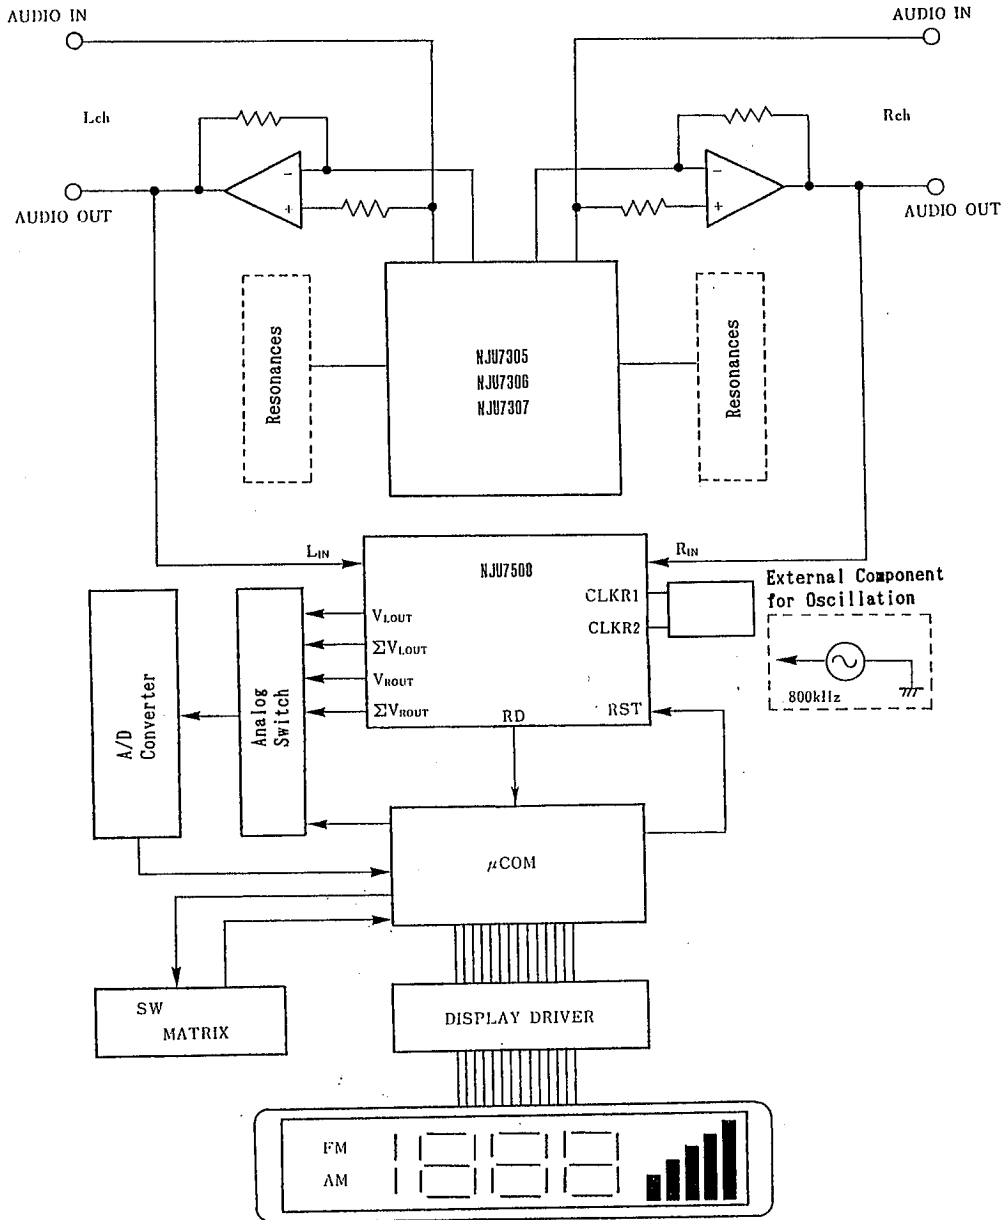 AUDIO IN
AUDIO IN
Lch
Rch
-
+
-
+
AUDIO OUT
AUDIO OUT
Resonances
NJU7305
NJU7306
NJU7307
Resonances
LIN
RIN
NJU7508
External Component
for Oscillation
CLKR1
CLKR2
VLOUT
ΣVLOUT
VROUT
ΣVROUT
RD
RST
800kHz
A/D
Converter
Analog
Switch
μCOM
SW
MATRIX
DISPLAY DRIVER
FM
AM
1888